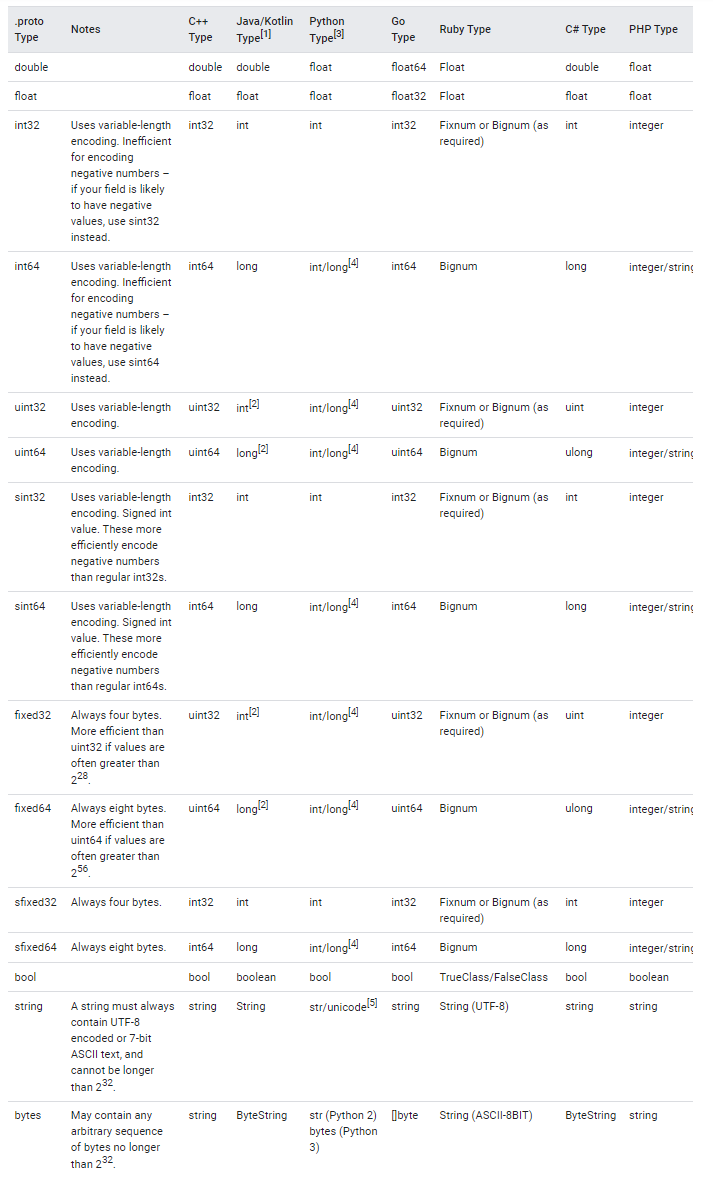 .proto Type | Notes | C++ Type | Java/Kotlin Type[1] | Python Type[3] | Go Type | Ruby Type | C# Type | PHP Type
double | | double | double | float | float64 | Float | double | float
float | | float | float | float | float32 | Float | float | float
int32 | Uses variable-length encoding. Inefficient for encoding negative numbers – if your field is likely to have negative values, use sint32 instead. | int32 | int | int | int32 | Fixnum or Bignum (as required) | int | integer
int64 | Uses variable-length encoding. Inefficient for encoding negative numbers – if your field is likely to have negative values, use sint64 instead. | int64 | long | int/long[4] | int64 | Bignum | long | integer/string
uint32 | Uses variable-length encoding. | uint32 | int[2] | int/long[4] | uint32 | Fixnum or Bignum (as required) | uint | integer
uint64 | Uses variable-length encoding. | uint64 | long[2] | int/long[4] | uint64 | Bignum | ulong | integer/string
sint32 | Uses variable-length encoding. Signed int value. These more efficiently encode negative numbers than regular int32s. | int32 | int | int | int32 | Fixnum or Bignum (as required) | int | integer
sint64 | Uses variable-length encoding. Signed int value. These more efficiently encode negative numbers than regular int64s. | int64 | long | int/long[4] | int64 | Bignum | long | integer/string
fixed32 | Always four bytes. More efficient than uint32 if values are often greater than 2^28. | uint32 | int[2] | int/long[4] | uint32 | Fixnum or Bignum (as required) | uint | integer
fixed64 | Always eight bytes. More efficient than uint64 if values are often greater than 2^56. | uint64 | long[2] | int/long[4] | uint64 | Bignum | ulong | integer/string
sfixed32 | Always four bytes. | int32 | int | int | int32 | Fixnum or Bignum (as required) | int | integer
sfixed64 | Always eight bytes. | int64 | long | int/long[4] | int64 | Bignum | long | integer/string
bool | | bool | boolean | bool | bool | TrueClass/FalseClass | bool | boolean
string | A string must always contain UTF-8 encoded or 7-bit ASCII text, and cannot be longer than 2^32. | string | String | str/unicode[5] | string | String (UTF-8) | string | string
bytes | May contain any arbitrary sequence of bytes no longer than 2^32. | string | ByteString | str (Python 2) bytes (Python 3) | []byte | String (ASCII-8BIT) | ByteString | string